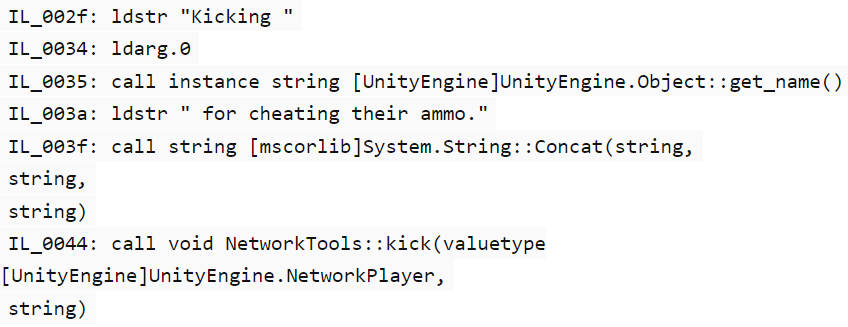 IL_002f: ldstr "Kicking "
IL_0034: ldarg.0
IL_0035: call instance string [UnityEngine]UnityEngine.Object::get_name()
IL_003a: ldstr " for cheating their ammo."
IL_003f: call string [mscorlib]System.String::Concat(string,
string,
string)
IL_0044: call void NetworkTools::kick(valuetype
[UnityEngine]UnityEngine.NetworkPlayer,
string)